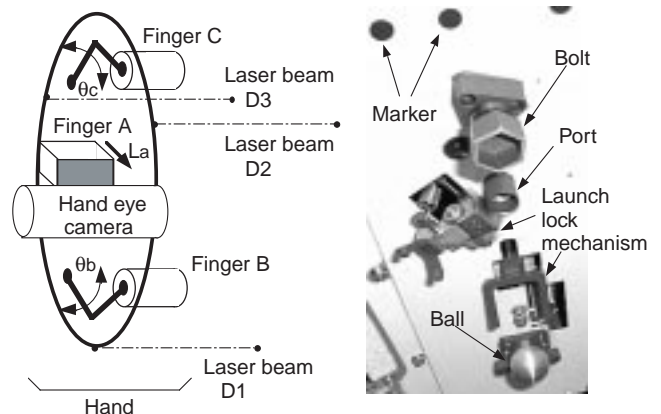 Finger C
θc
Laser beam
D3
Finger A
La
Laser beam
D2
Hand eye
camera
θb
Finger B
Laser beam
D1
Hand
Marker
Bolt
Port
Launch
lock
mechanism
Ball